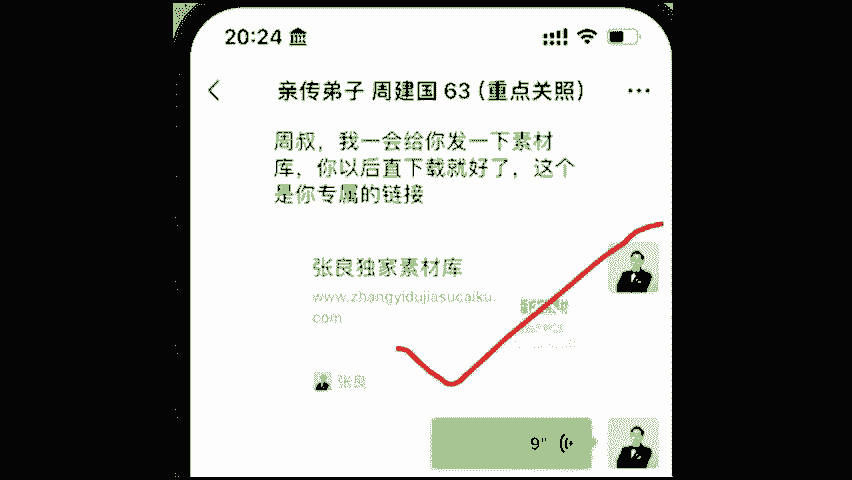 20:24
亲传弟子 周建国 63（重点关照）
周叔，我一会给你发一下素材
库，你以后直下载就好了，这个
是你专属的链接
张良独家素材库
www.zhangyidujiasucaiku.
com
张良
9"